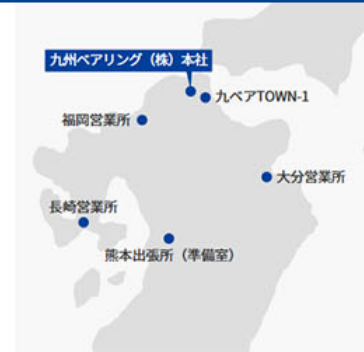 九州ベアリング（株）本社
九ベアTOWN-1
福岡営業所
大分営業所
長崎営業所
熊本出張所（準備室）